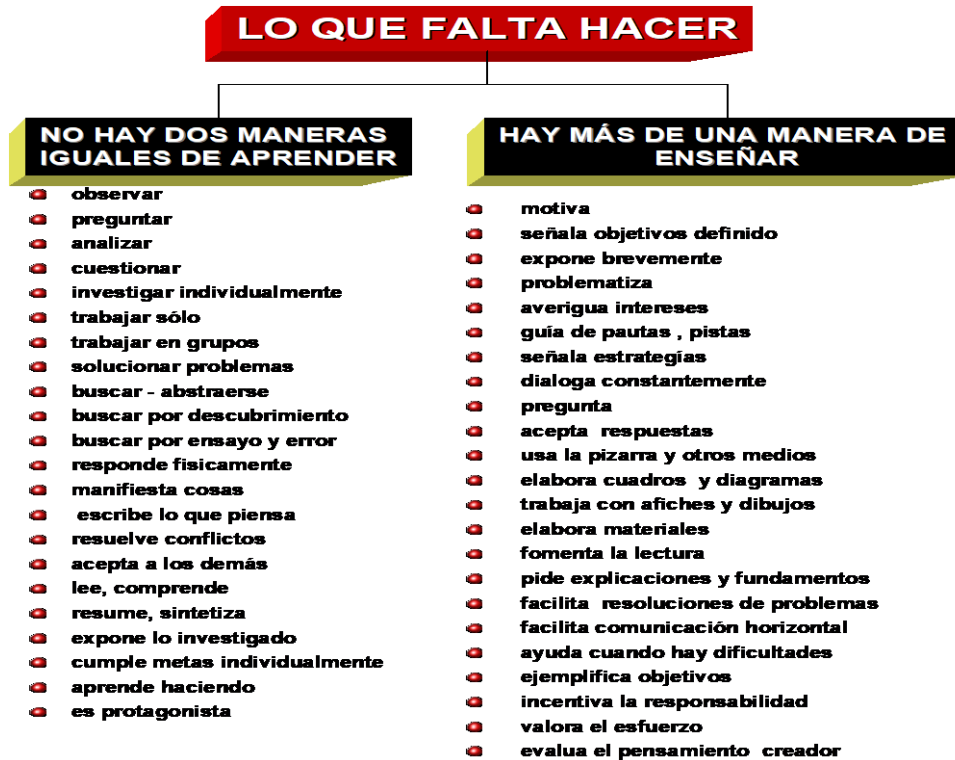 LO QUE FALTA HACER
NO HAY DOS MANERAS
IGUALES DE APRENDER
observar
preguntar
analizar
cuestionar
investigar individualmente
trabajar sólo
trabajar en grupos
solucionar problemas
buscar - abstraerse
buscar por descubrimiento
buscar por ensayo y error
responde fisicamente
manifiesta cosas
escribe lo que piensa
resuelve conflictos
acepta a los demás
lee, comprende
resume, sintetiza
expone lo investigado
cumple metas individualmente
aprende haciendo
es protagonista
HAY MÁS DE UNA MANERA DE
ENSEÑAR
motiva
señala objetivos definido
expone brevemente
problematiza
averigua intereses
guía de pautas , pistas
señala estrategías
dialoga constantemente
pregunta
acepta respuestas
usa la pizarra y otros medios
elabora cuadros y diagramas
trabaja con afiches y dibujos
elabora materiales
fomenta la lectura
pide explicaciones y fundamentos
facilita resoluciones de problemas
facilita comunicación horizontal
ayuda cuando hay dificultades
ejemplifica objetivos
incentiva la responsabilidad
valora el esfuerzo
evalua el pensamiento creador